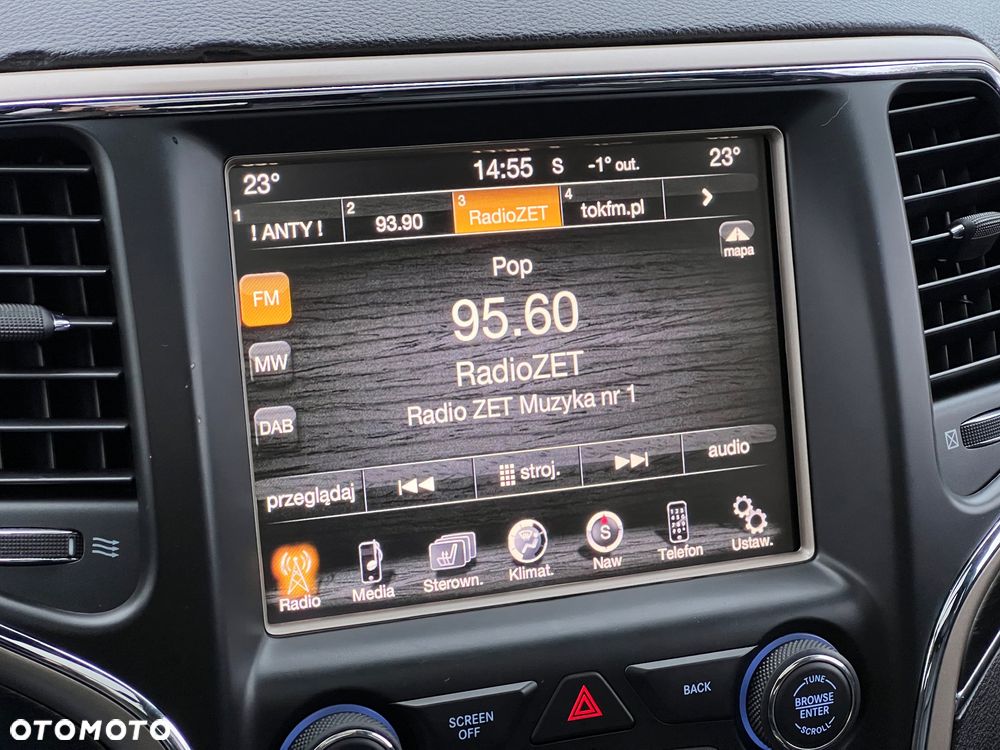 23° 14:55 S -1° out. 23°
1 ! ANTY ! 2 93.90 3 RadioZET 4 tokfm.pl
mapa
Pop
FM
95.60
MW
RadioZET
Radio ZET Muzyka nr 1
DAB
przeglądaj stroj. audio
Radio Media Sterown. Klimat. S Naw Telefon Ustaw.
SCREEN
OFF
BACK
TUNE
BROWSE
ENTER
SCROLL
OTOMOTO